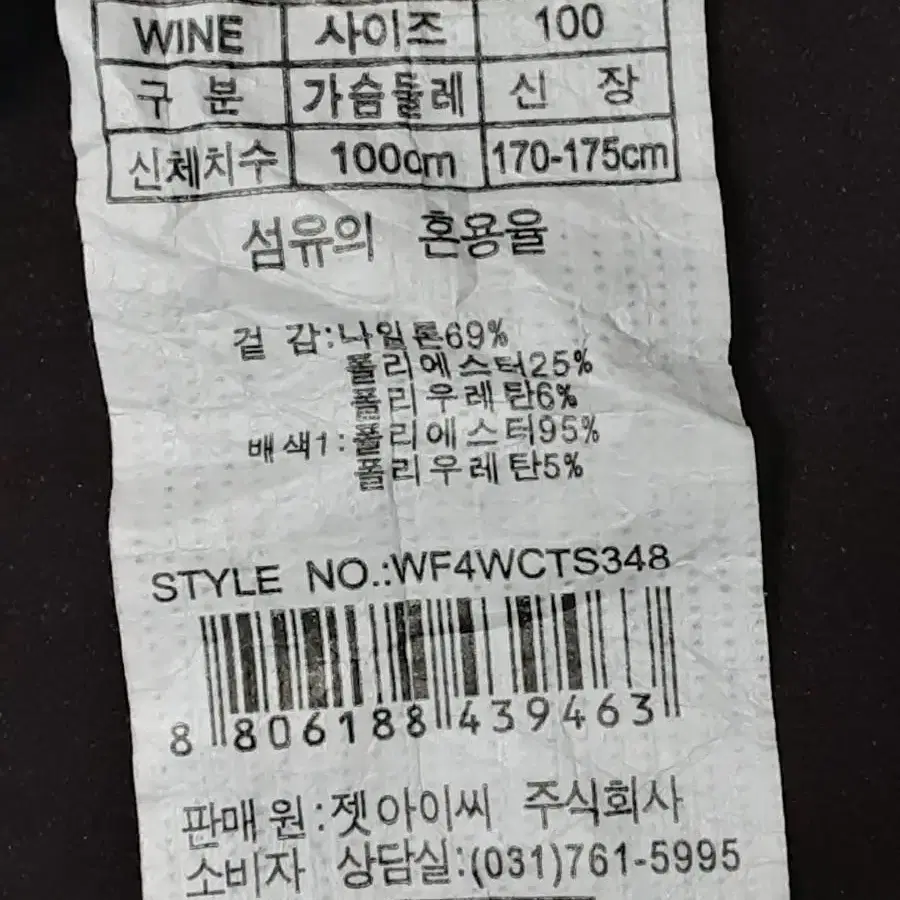 WINE 사이즈 100
구 분 가슴둘레 신 장
신체치수 100cm 170-175cm
섬유의 혼용율
겉 감:나일론69%
폴리에스터25%
폴리우레탄6%
배색1:폴리에스터95%
폴리우레탄5%
STYLE NO.:WF4WCTS348
8 806188 439463
판매원:젯아이씨 주식회사
소비자 상담실:(031)761-5995